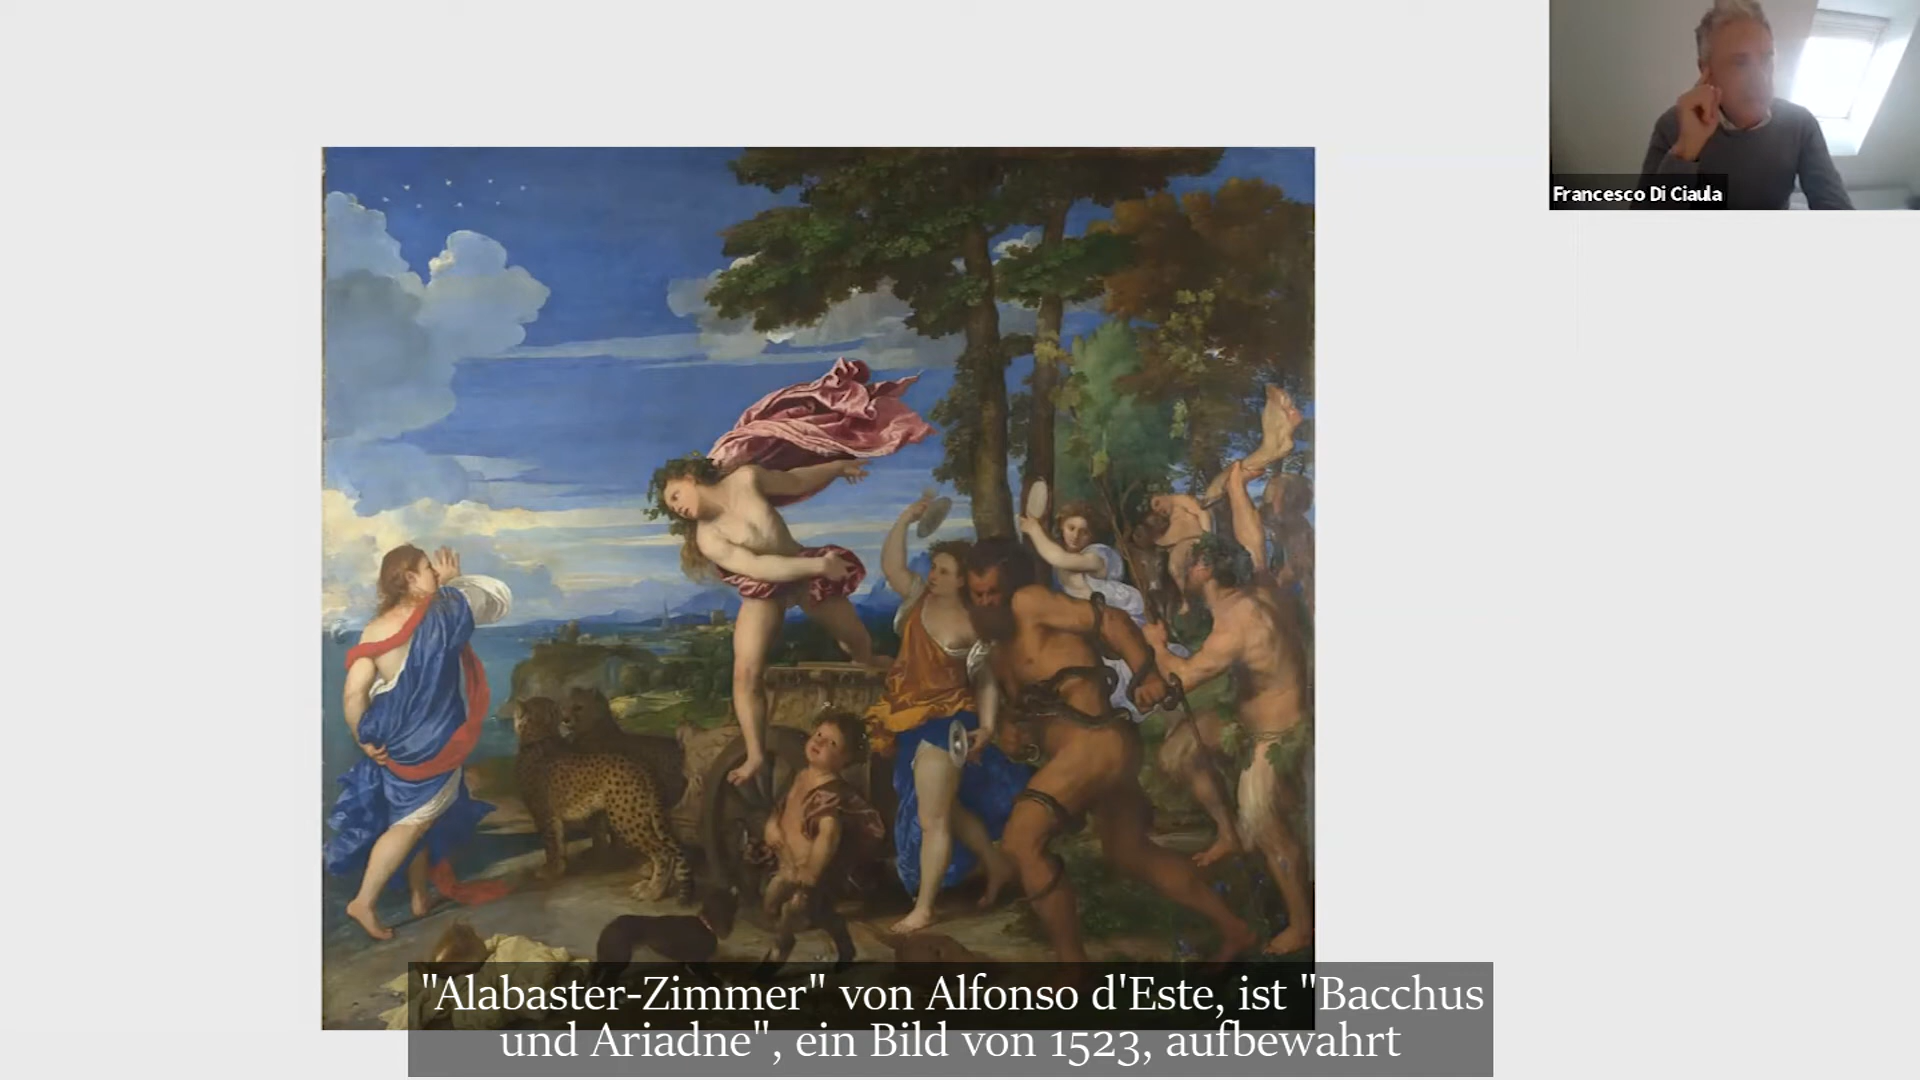 Francesco Di Ciaula
"Alabaster-Zimmer" von Alfonso d'Este, ist "Bacchus
und Ariadne", ein Bild von 1523, aufbewahrt